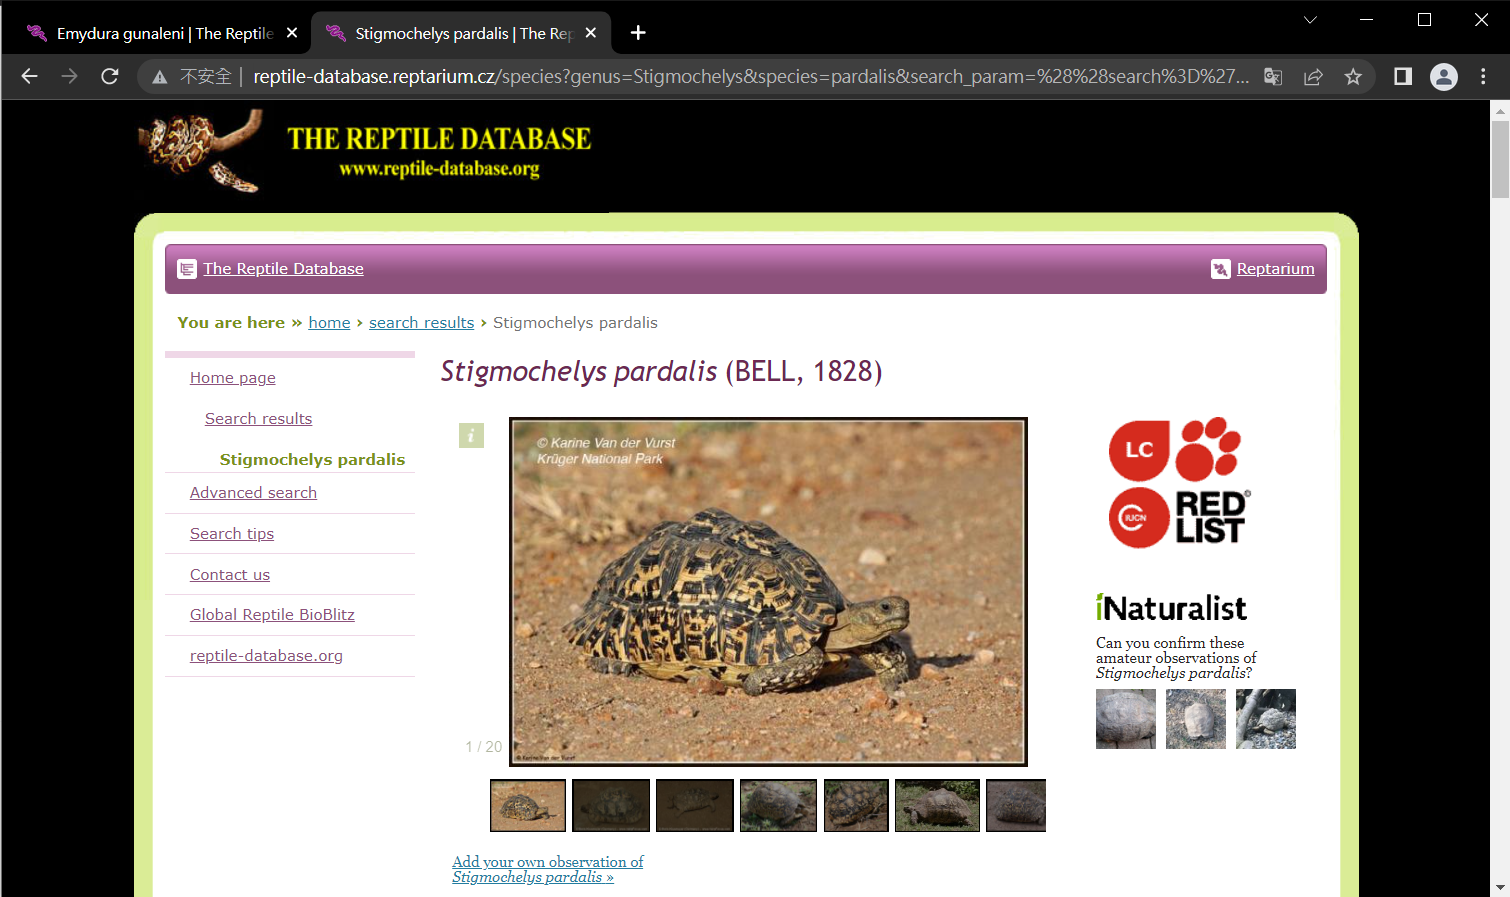 Emydura gunaleni | The Reptile
Stigmochelys pardalis | The Rep
不安全 | reptile-database.reptarium.cz/species?genus=Stigmochelys&species=pardalis&search_param=%28%28search%3D%27...
THE REPTILE DATABASE
www.reptile-database.org
The Reptile Database
Reptarium
You are here » home › search results › Stigmochelys pardalis
Home page
Search results
Stigmochelys pardalis
Advanced search
Search tips
Contact us
Global Reptile BioBlitz
reptile-database.org
Stigmochelys pardalis (BELL, 1828)
i
© Karine Van der Vurst
Krüger National Park
© Karine Van der Vurst
1 / 20
Add your own observation of
Stigmochelys pardalis »
LC
IUCN
RED
LIST
iNaturalist
Can you confirm these
amateur observations of
Stigmochelys pardalis?